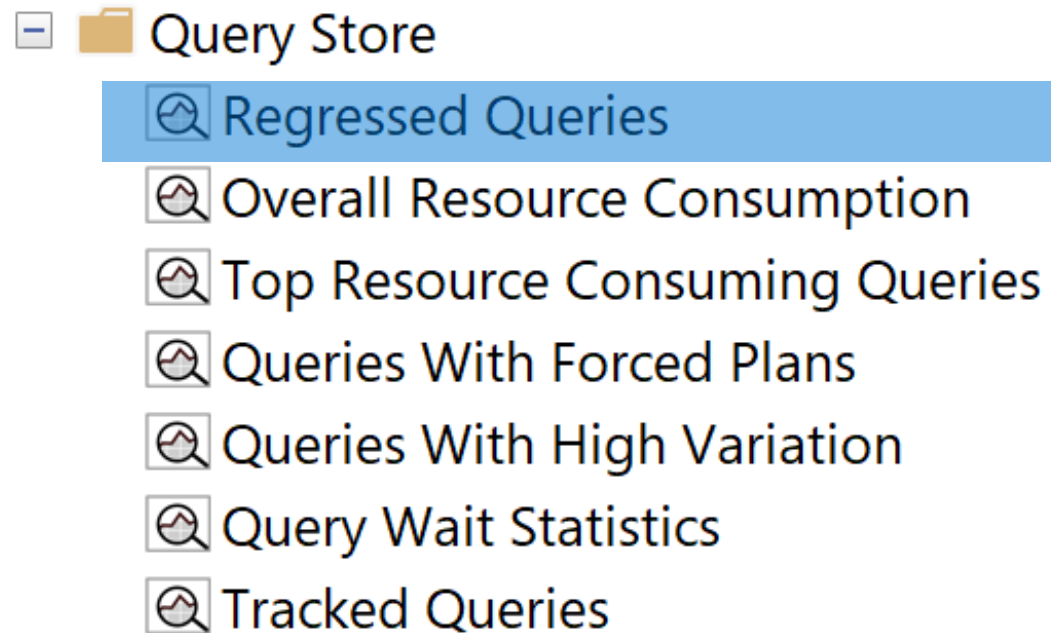 Query Store
Regressed Queries
Overall Resource Consumption
Top Resource Consuming Queries
Queries With Forced Plans
Queries With High Variation
Query Wait Statistics
Tracked Queries